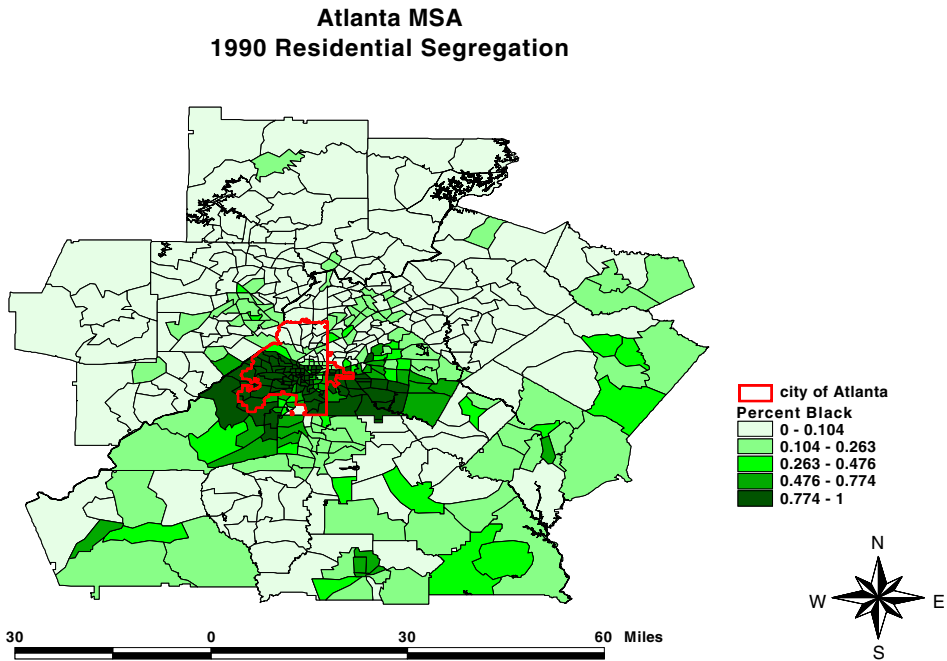 Atlanta MSA
1990 Residential Segregation
city of Atlanta
Percent Black
0 - 0.104
0.104 - 0.263
0.263 - 0.476
0.476 - 0.774
0.774 - 1
N
W E
S
30 0 30 60 Miles